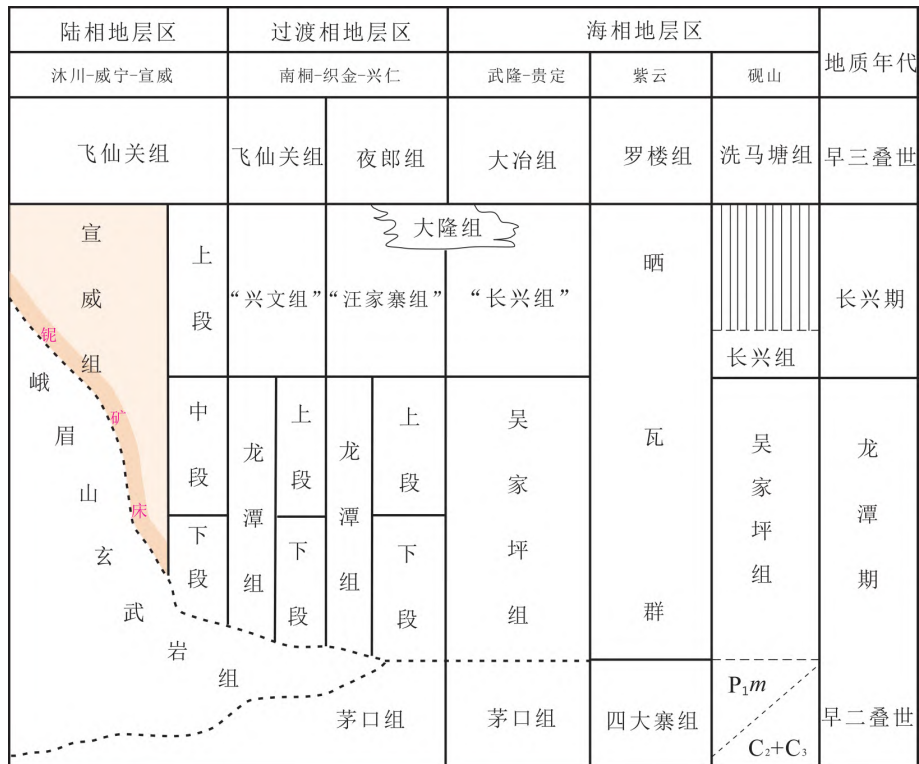 陆相地层区 过渡相地层区 海相地层区 地质年代
沐川-威宁-宣威 南桐-织金-兴仁 武隆-贵定 紫云 砚山
飞仙关组 飞仙关组 夜郎组 大冶组 罗楼组 洗马塘组 早三叠世
大隆组
宣威组 上段 “兴文组” “汪家寨组” “长兴组” 晒瓦群 长兴组 长兴期
铌矿床
中段 龙潭组 上段 龙潭组 上段 吴家坪组 吴家坪组 龙潭期
下段 下段 下段
峨眉山玄武岩组
茅口组 茅口组 四大寨组 P₁m 早二叠世
C₂+C₃